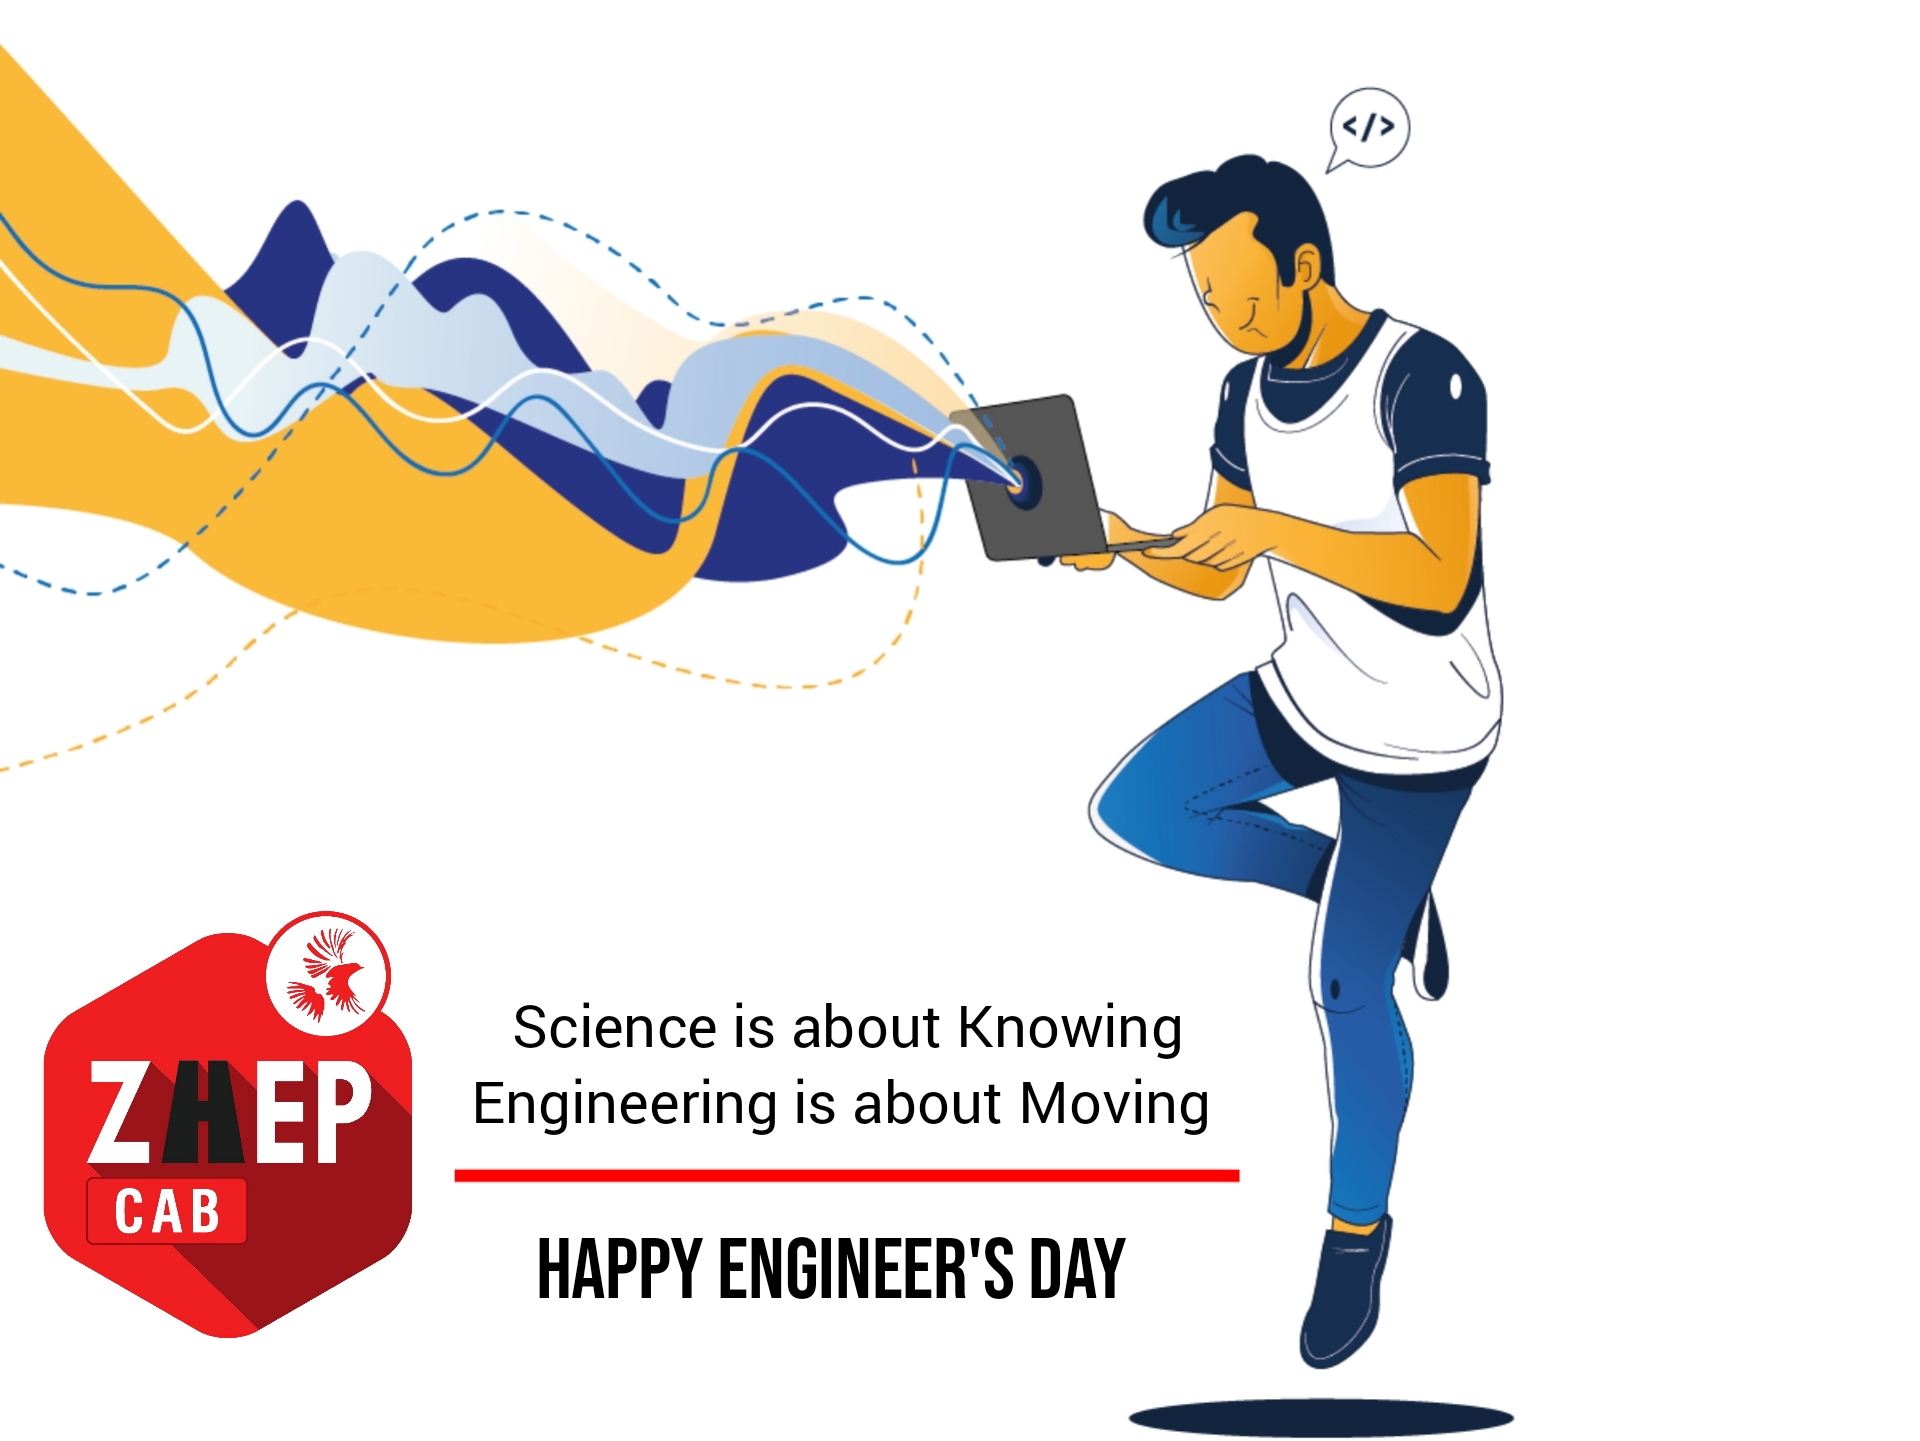 </>
ZHEP
CAB
Science is about Knowing
Engineering is about Moving
HAPPY ENGINEER'S DAY